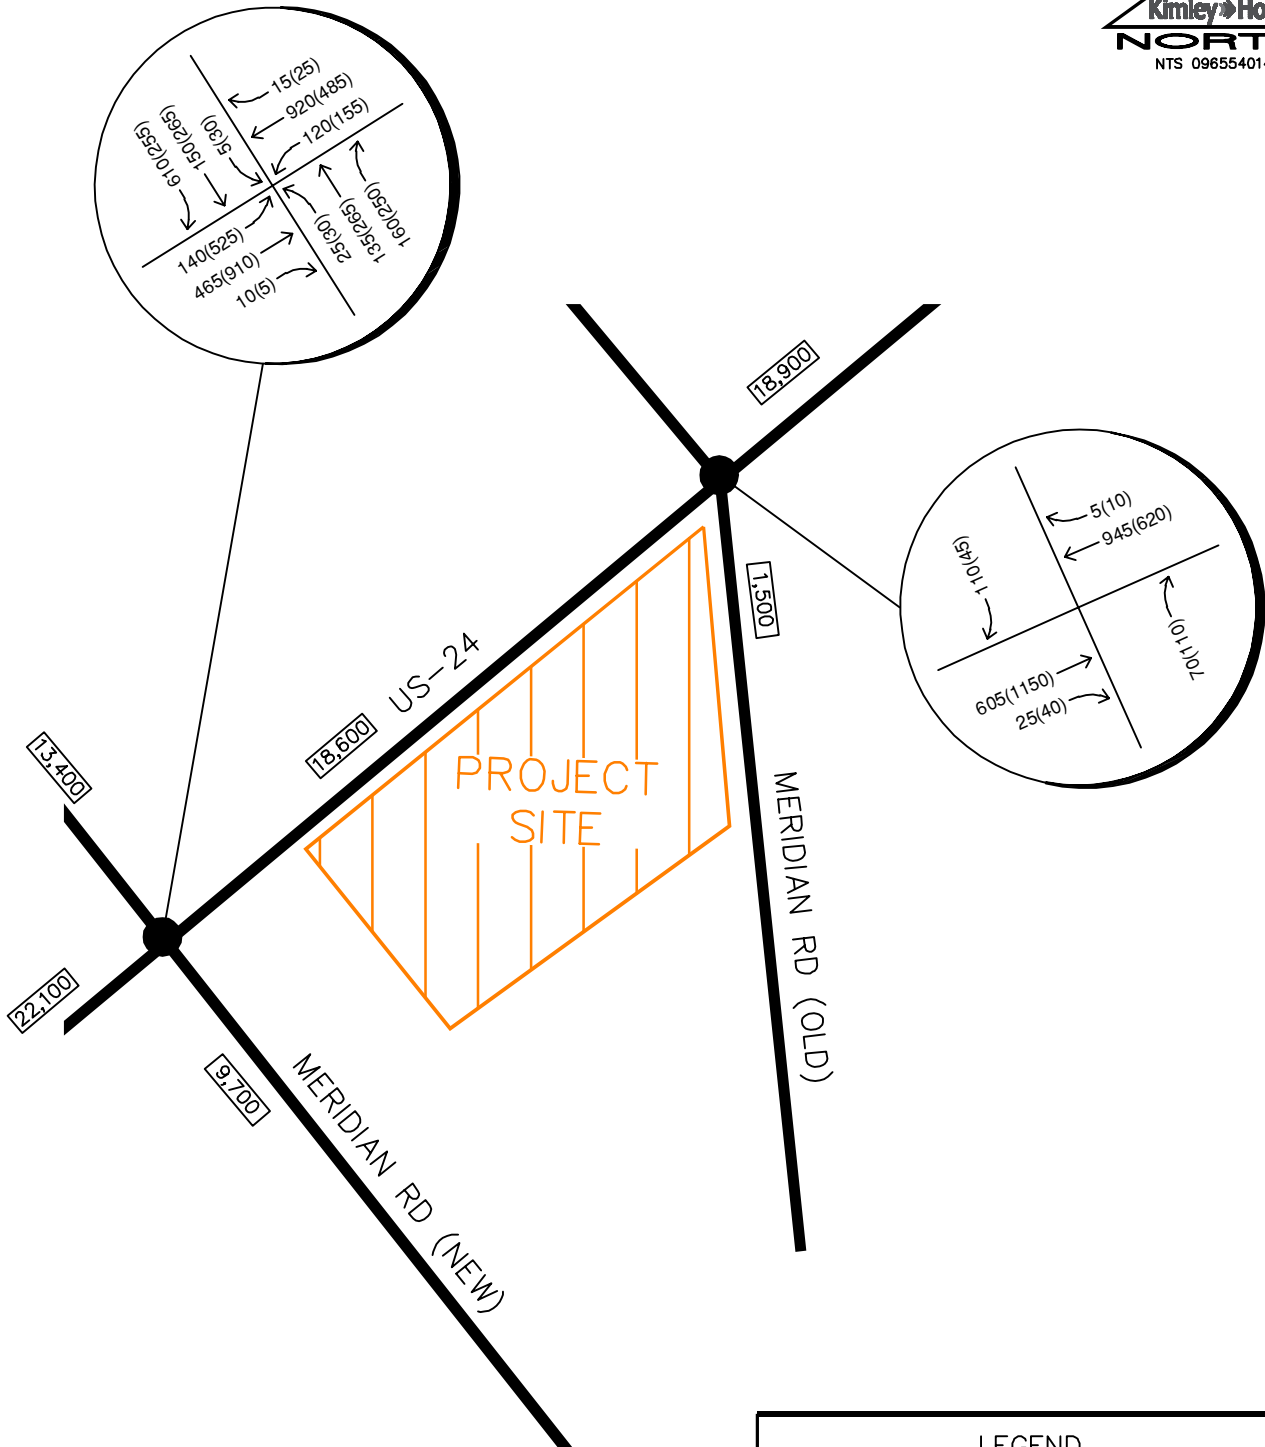 Kimley»Ho
NORT
NTS 09655401
15(25)
920(485)
120(155)
5(30)
150(265)
610(255)
140(525)
465(910)
10(5)
25(30)
135(265)
160(250)
18,900
5(10)
945(620)
110(45)
605(1150)
25(40)
70(110)
1,500
US-24
18,600
13,400
22,100
9,700
PROJECT
SITE
MERIDIAN RD (OLD)
MERIDIAN RD (NEW)
LEGEND